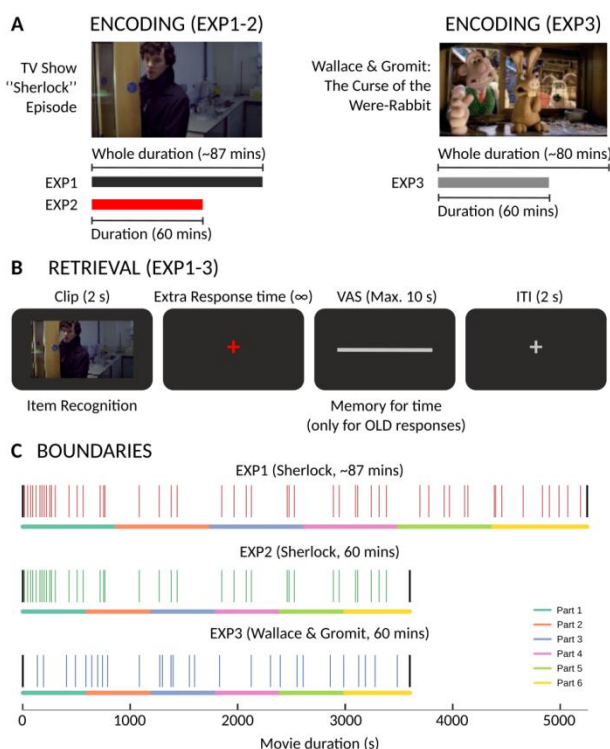 A ENCODING (EXP1-2)
TV Show
‘‘Sherlock’’
Episode
Whole duration (~87 mins)
EXP1
EXP2
Duration (60 mins)
ENCODING (EXP3)
Wallace & Gromit:
The Curse of the
Were-Rabbit
Whole duration (~80 mins)
EXP3
Duration (60 mins)
B RETRIEVAL (EXP1-3)
Clip (2 s)
Extra Response time (∞)
VAS (Max. 10 s)
ITI (2 s)
+
+
Item Recognition
Memory for time
(only for OLD responses)
C BOUNDARIES
EXP1 (Sherlock, ~87 mins)
EXP2 (Sherlock, 60 mins)
EXP3 (Wallace & Gromit, 60 mins)
Part 1
Part 2
Part 3
Part 4
Part 5
Part 6
0 1000 2000 3000 4000 5000
Movie duration (s)